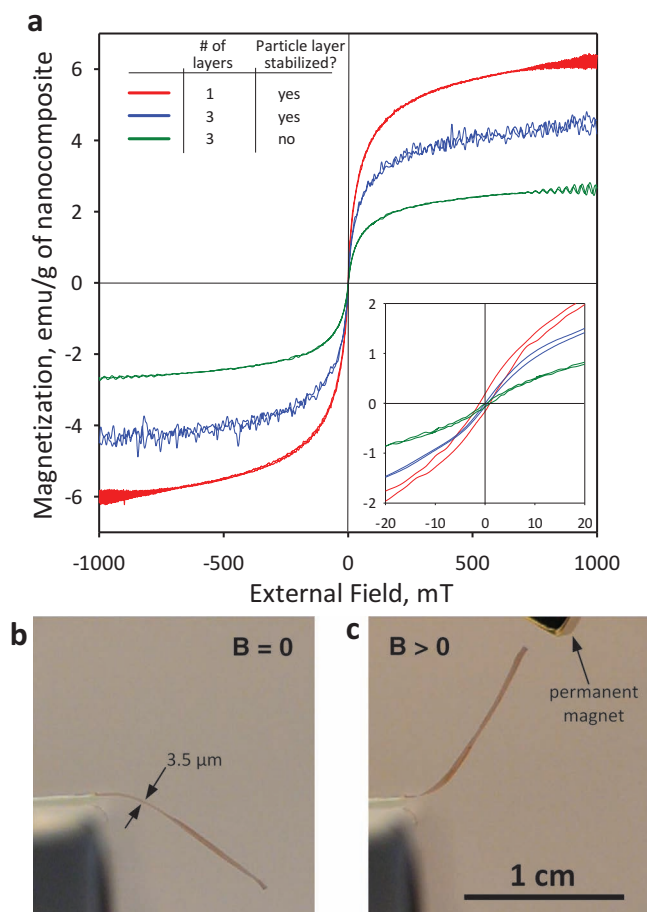 a
# of
layers
Particle layer
stabilized?
1 yes
3 yes
3 no
Magnetization, emu/g of nanocomposite
6
4
2
0
-2
-4
-6
2
1
0
-1
-2
-20 -10 0 10 20
-1000 -500 0 500 1000
External Field, mT
b
B = 0
3.5 µm
c
B > 0
permanent
magnet
1 cm